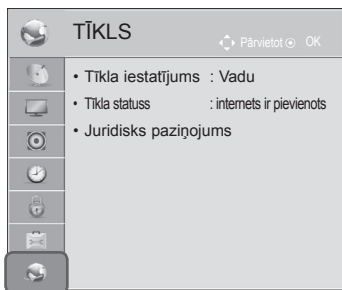 TĪKLS
Pārvietot OK
• Tīkla iestatījums : Vadu
• Tīkla statuss : internets ir pievienots
• Juridisks paziņojums